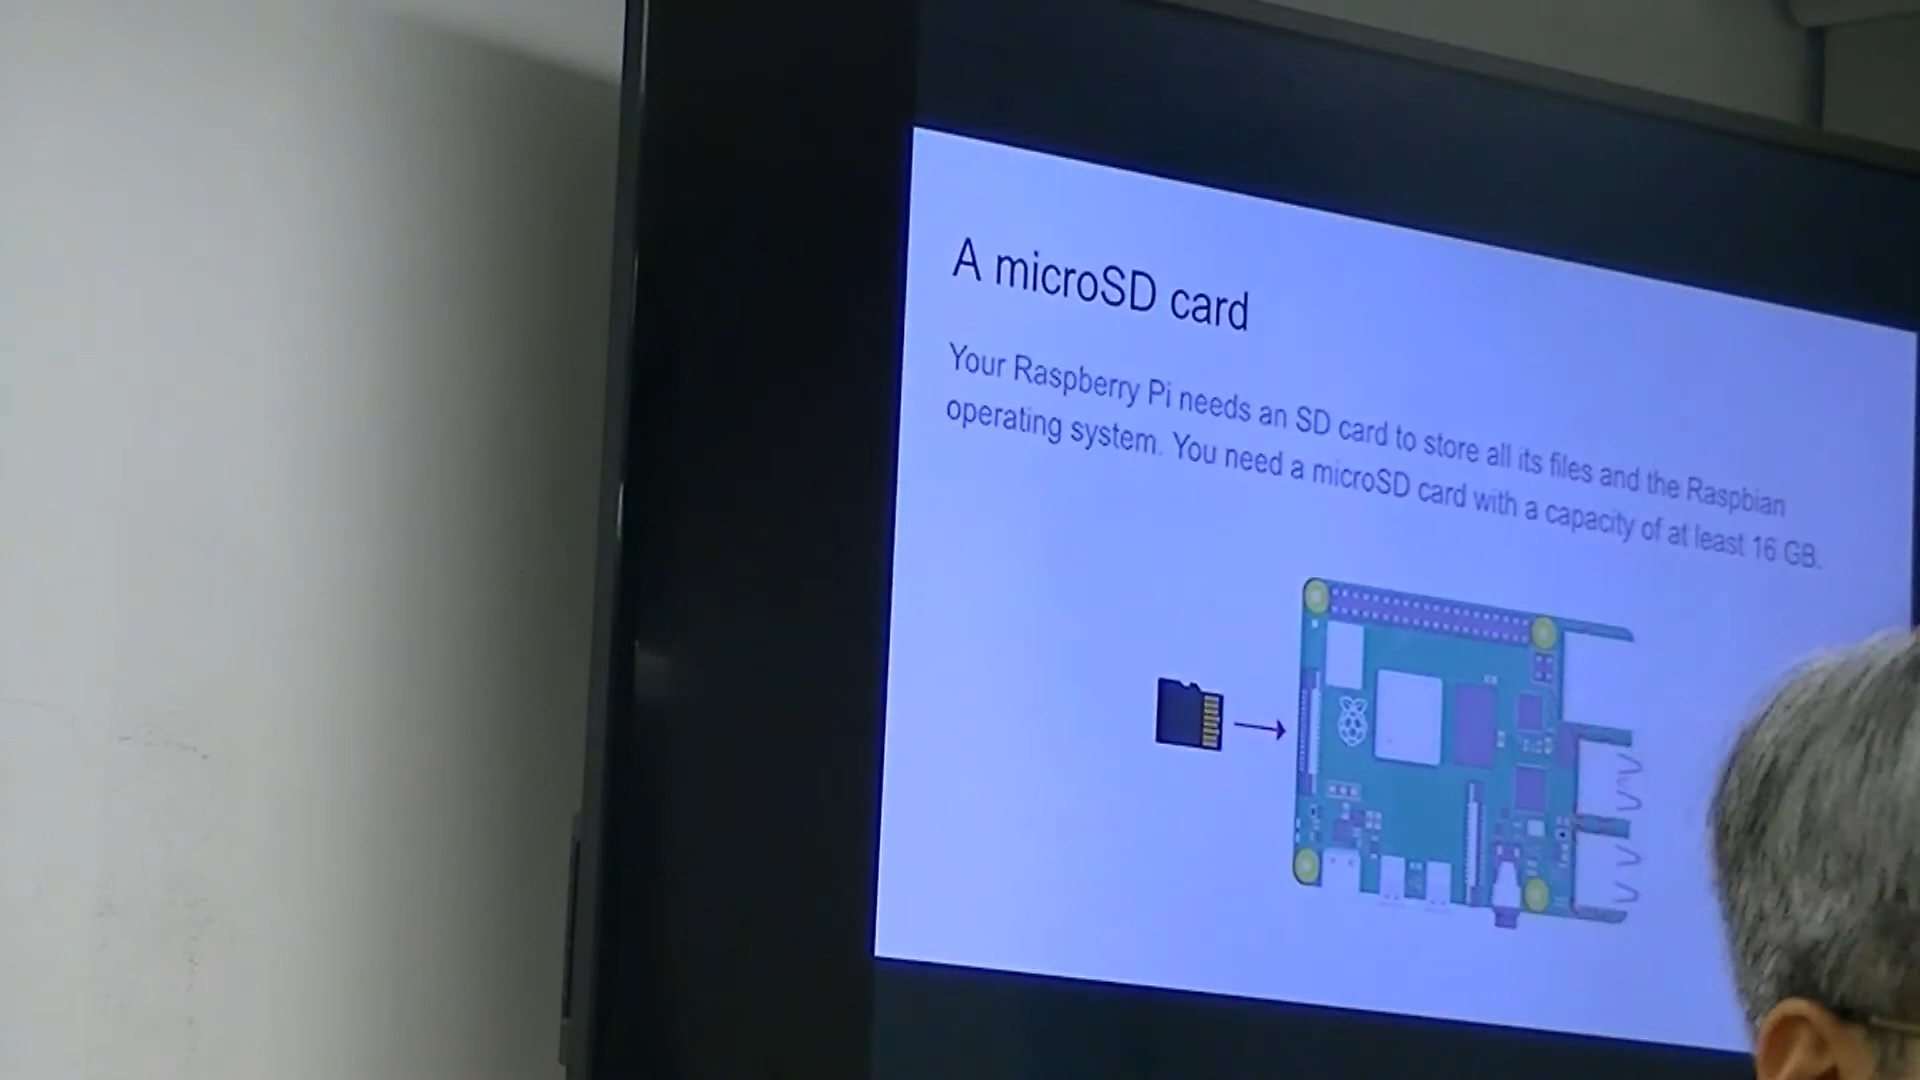 A microSD card
Your Raspberry Pi needs an SD card to store all its files and the Raspbian
operating system. You need a microSD card with a capacity of at least 16 GB.